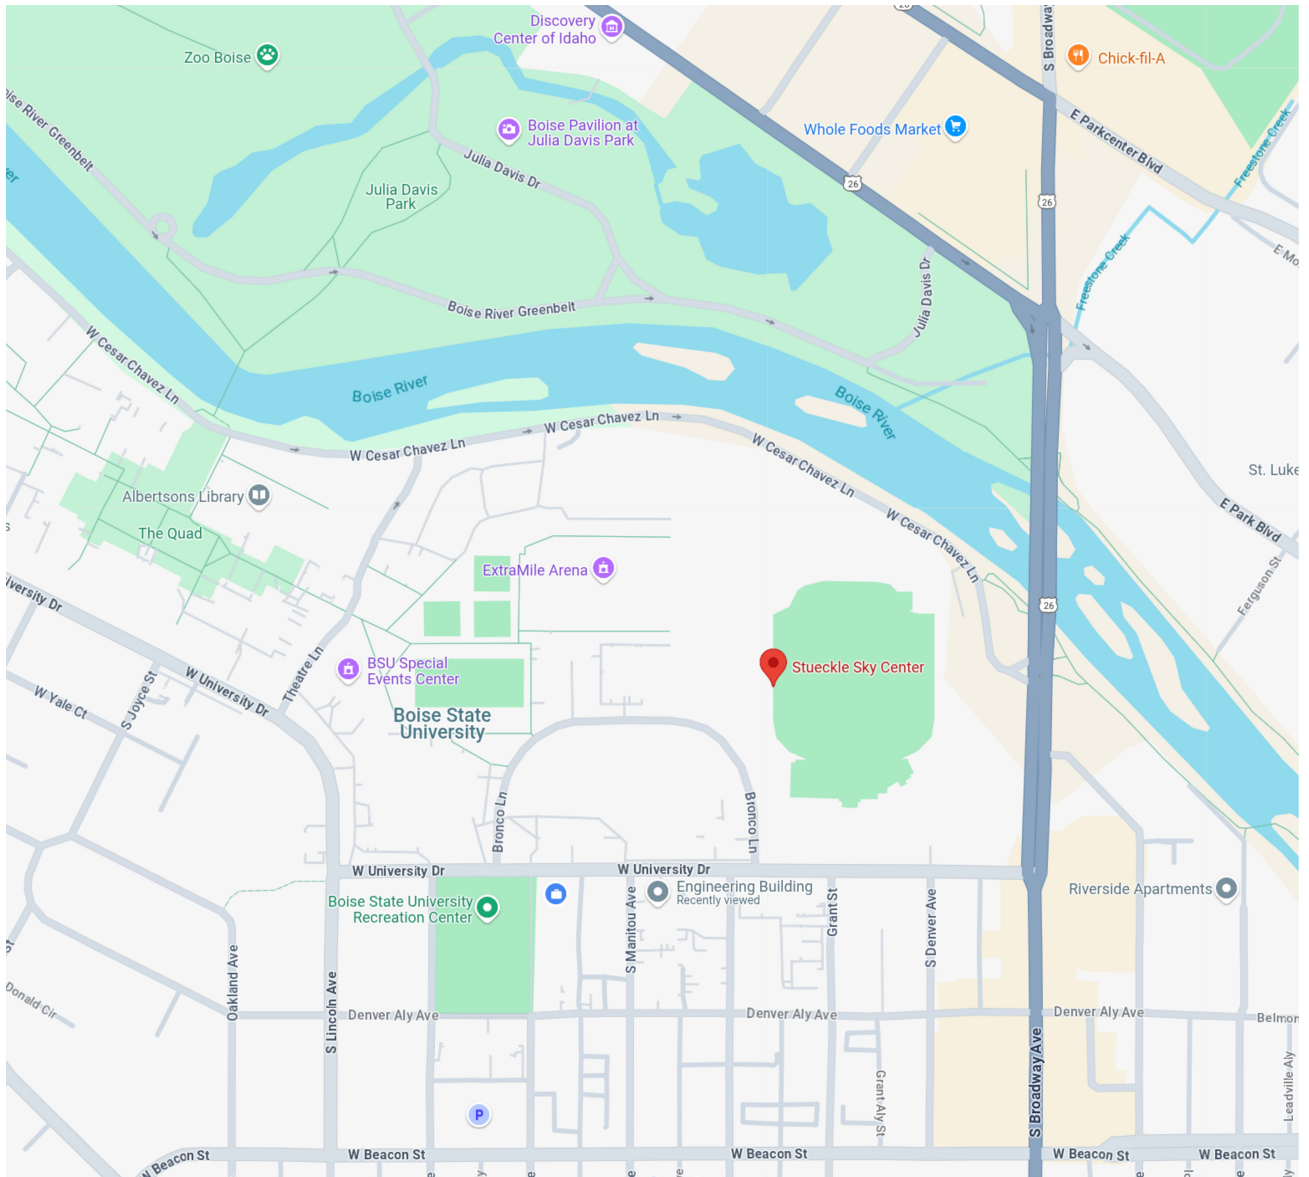 Discovery
Center of Idaho
26
S Broadway
Zoo Boise
Chick-fil-A
Boise River Greenbelt
Boise Pavilion at
Julia Davis Park
Whole Foods Market
E Parkcenter Blvd
Freestone Creek
Julia Davis Dr
26
Julia Davis
Park
26
Freestone Creek
E Mo
Julia Davis Dr
Boise River Greenbelt
W Cesar Chavez Ln
Boise River
Boise River
W Cesar Chavez Ln
W Cesar Chavez Ln
W Cesar Chavez Ln
St. Luke
Albertsons Library
The Quad
W Cesar Chavez Ln
E Park Blvd
ExtraMile Arena
Ferguson St
iversity Dr
26
Theatre Ln
BSU Special
Events Center
Stueckle Sky Center
W University Dr
W Yale Ct
S Joyce St
Boise State
University
Bronco Ln
Bronco Ln
W University Dr
W University Dr
Engineering Building
Recently viewed
Riverside Apartments
Boise State University
Recreation Center
S Manitou Ave
Grant St
S Denver Ave
Oakland Ave
S Lincoln Ave
Donald Cir
Denver Aly Ave
Denver Aly Ave
Denver Aly Ave
Belmon
S Broadway Ave
Grant Aly St
Leadville Aly
P
W Beacon St
W Beacon St
W Beacon St
W Beacon St
W Beacon St